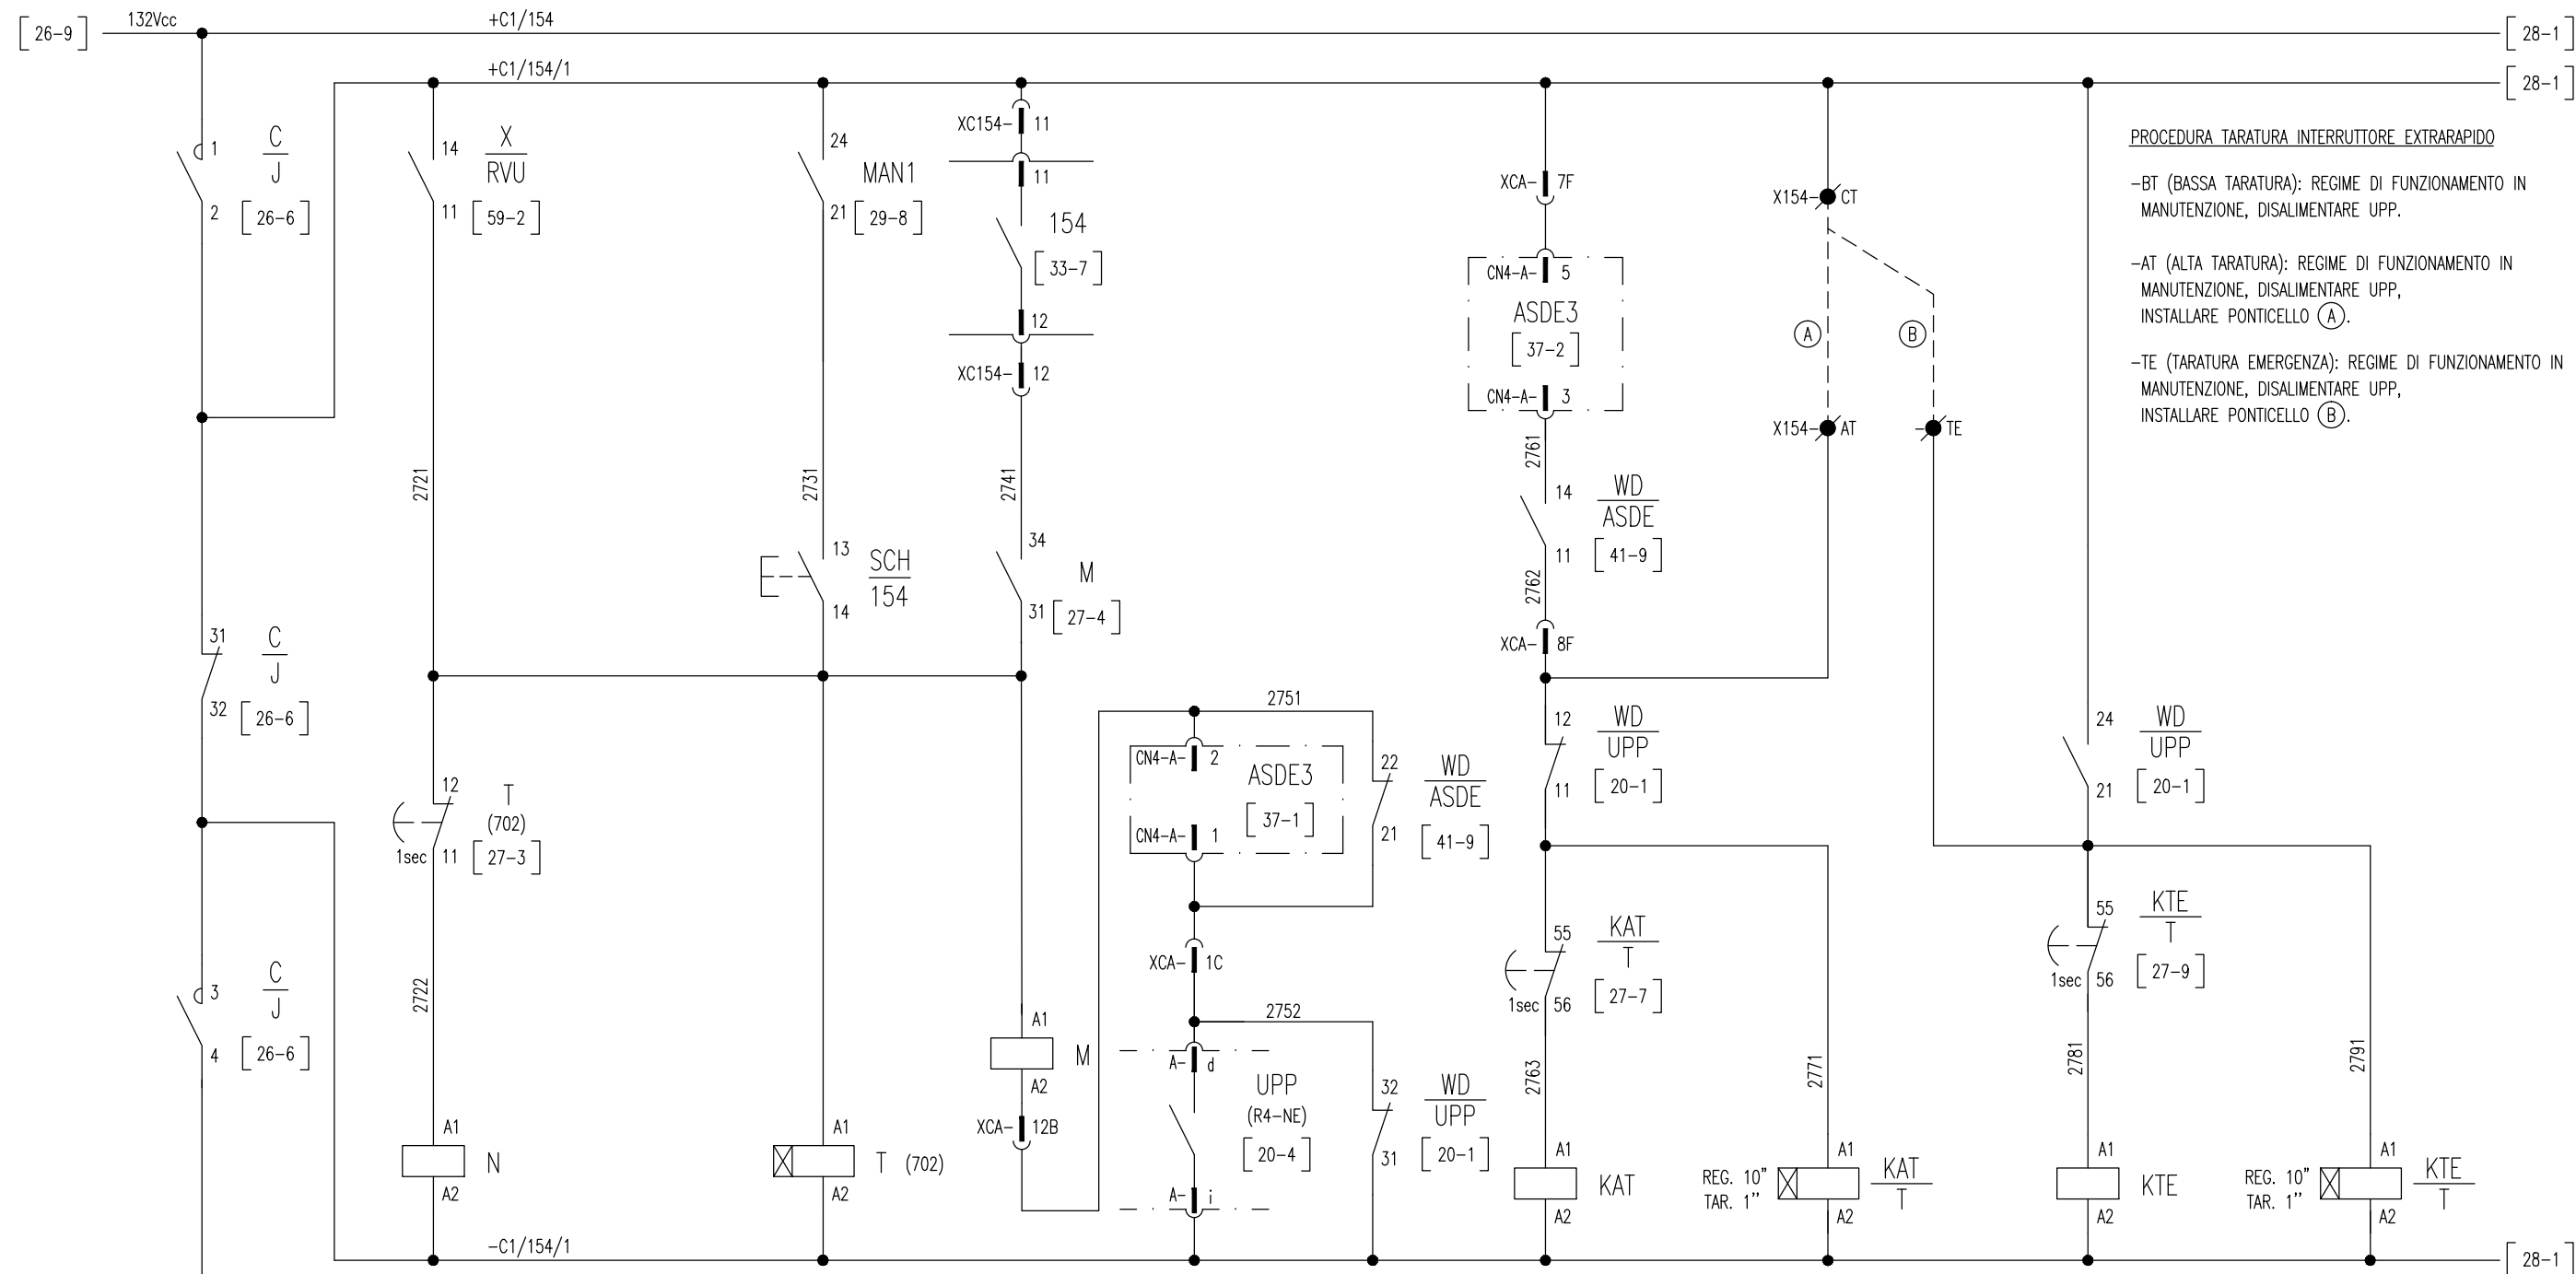 26-9
132Vcc
+C1/154
28-1
+C1/154/1
28-1
1
C
J
2
26-6
14
X
RVU
11
59-2
24
MAN1
21
29-8
XC154-
11
11
154
33-7
12
XC154-
12
XCA-
7F
CN4-A-
5
ASDE3
37-2
CN4-A-
3
X154-
CT
A
B
X154-
AT
-
TE
PROCEDURA TARATURA INTERRUTTORE EXTRARAPIDO
-BT (BASSA TARATURA): REGIME DI FUNZIONAMENTO IN
MANUTENZIONE, DISALIMENTARE UPP.
-AT (ALTA TARATURA): REGIME DI FUNZIONAMENTO IN
MANUTENZIONE, DISALIMENTARE UPP,
INSTALLARE PONTICELLO A.
-TE (TARATURA EMERGENZA): REGIME DI FUNZIONAMENTO IN
MANUTENZIONE, DISALIMENTARE UPP,
INSTALLARE PONTICELLO B.
2721
2731
2741
2761
14
WD
ASDE
11
41-9
2762
XCA-
8F
13
SCH
154
14
34
M
31
27-4
31
C
J
32
26-6
2751
CN4-A-
2
ASDE3
37-1
CN4-A-
1
22
WD
ASDE
21
41-9
12
WD
UPP
11
20-1
24
WD
UPP
21
20-1
12
T
(702)
1sec
11
27-3
XCA-
1C
2752
55
KAT
T
1sec
56
27-7
55
KTE
T
1sec
56
27-9
3
C
J
4
26-6
2722
A1
M
A2
XCA-
12B
A-
d
UPP
(R4-NE)
20-4
A-
i
32
WD
UPP
31
20-1
2763
2771
2781
2791
A1
N
A2
A1
T (702)
A2
A1
KAT
A2
REG. 10"
TAR. 1"
A1
KAT
T
A2
A1
KTE
A2
REG. 10"
TAR. 1"
A1
KTE
T
A2
-C1/154/1
28-1